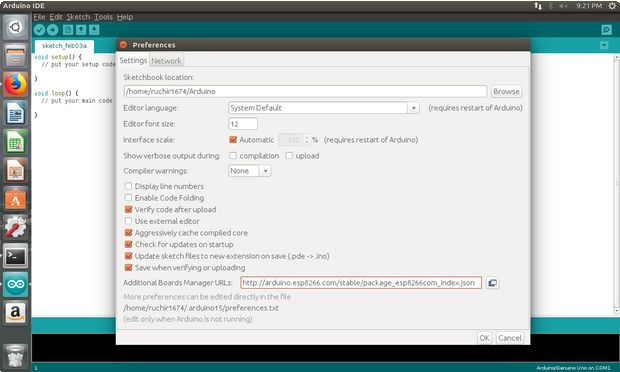 Arduino IDE
9:21 PM
File Edit Sketch Tools Help
sketch_feb03a
void setup() {
// put your setup code
}
void loop() {
// put your main code
}
Preferences
Settings Network
Sketchbook location:
/home/ruchir1674/Arduino Browse
Editor language: System Default (requires restart of Arduino)
Editor font size: 12
Interface scale: Automatic 100 % (requires restart of Arduino)
Show verbose output during: compilation upload
Compiler warnings: None
Display line numbers
Enable Code Folding
Verify code after upload
Use external editor
Aggressively cache compiled core
Check for updates on startup
Update sketch files to new extension on save (.pde -> .ino)
Save when verifying or uploading
Additional Boards Manager URLs: http://arduino.esp8266.com/stable/package_esp8266com_index.json
More preferences can be edited directly in the file
/home/ruchir1674/.arduino15/preferences.txt
(edit only when Arduino is not running)
OK Cancel
1 Arduino/Genuino Uno on COM1